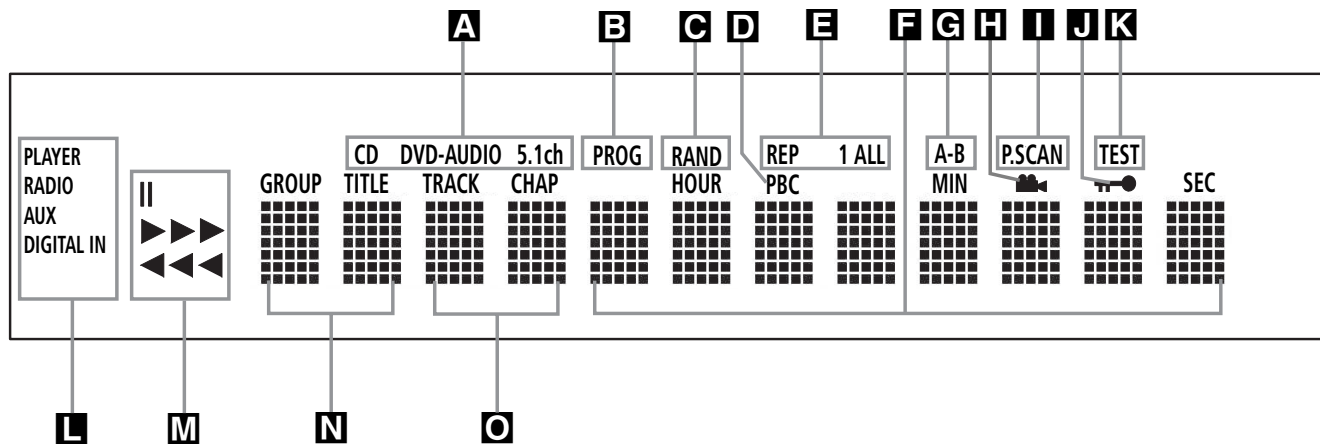 A B C D E F G H I J K
CD DVD-AUDIO 5.1ch PROG RAND REP 1 ALL A-B P.SCAN TEST
PLAYER
RADIO
AUX
DIGITAL IN
GROUP TITLE TRACK CHAP HOUR PBC MIN SEC
L M N O